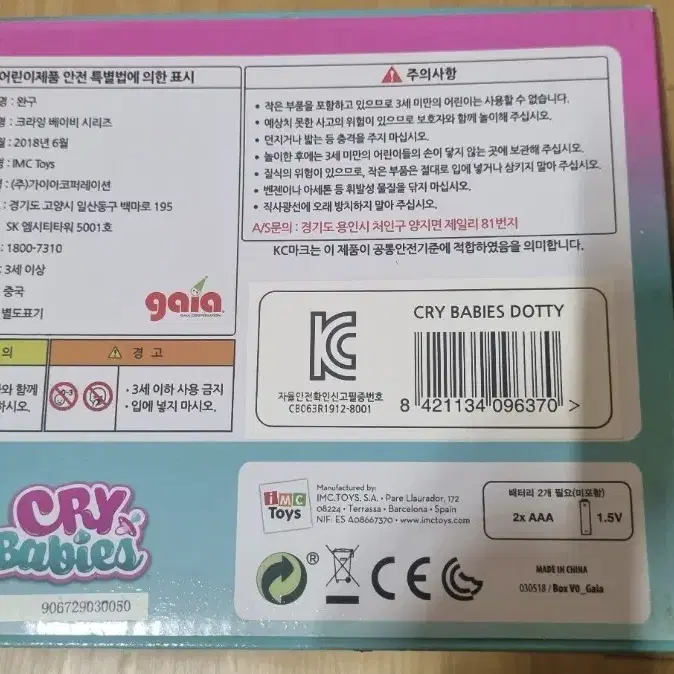 어린이제품 안전 특별법에 의한 표시
명 : 완구
명 : 크라잉 베이비 시리즈
월 : 2018년 6월
: IMC Toys
: (주)가이아코퍼레이션
: 경기도 고양시 일산동구 백마로 195
SK 엠시티타워 5001호
: 1800-7310
: 3세 이상
중국
별도표기
gaia
GAIA CORPORATION
의
와 함께
하시오.
경 고
0-3
• 3세 이하 사용 금지
• 입에 넣지 마시오.
주의사항
• 작은 부품을 포함하고 있으므로 3세 미만의 어린이는 사용할 수 없습니다.
• 예상치 못한 사고의 위험이 있으므로 보호자와 함께 놀이해 주십시오.
• 던지거나 밟는 등 충격을 주지 마십시오.
• 놀이한 후에는 3세 미만의 어린이들의 손이 닿지 않는 곳에 보관해 주십시오.
• 질식의 위험이 있으므로, 작은 부품은 절대로 입에 넣거나 삼키지 말아 주십시오.
• 벤젠이나 아세톤 등 휘발성 물질을 닦지 마십시오.
• 직사광선에 오래 방치하지 말아 주십시오.
A/S문의 : 경기도 용인시 처인구 양지면 제일리 81번지
KC마크는 이 제품이 공통안전기준에 적합하였음을 의미합니다.
KC
자율안전확인신고필증번호
CB063R1912-8001
CRY BABIES DOTTY
8 421134 096370 >
CRY
Babies
906729030050
imc
Toys
Manufactured by:
IMC.TOYS, S.A. • Pare Llaurador, 172
08224 • Terrassa • Barcelona • Spain
NIF: ES A08667370 • www.imctoys.com
배터리 2개 필요(미포함)
2x AAA
1.5V
®
CE
MADE IN CHINA
030518 / Box V0_Gaia